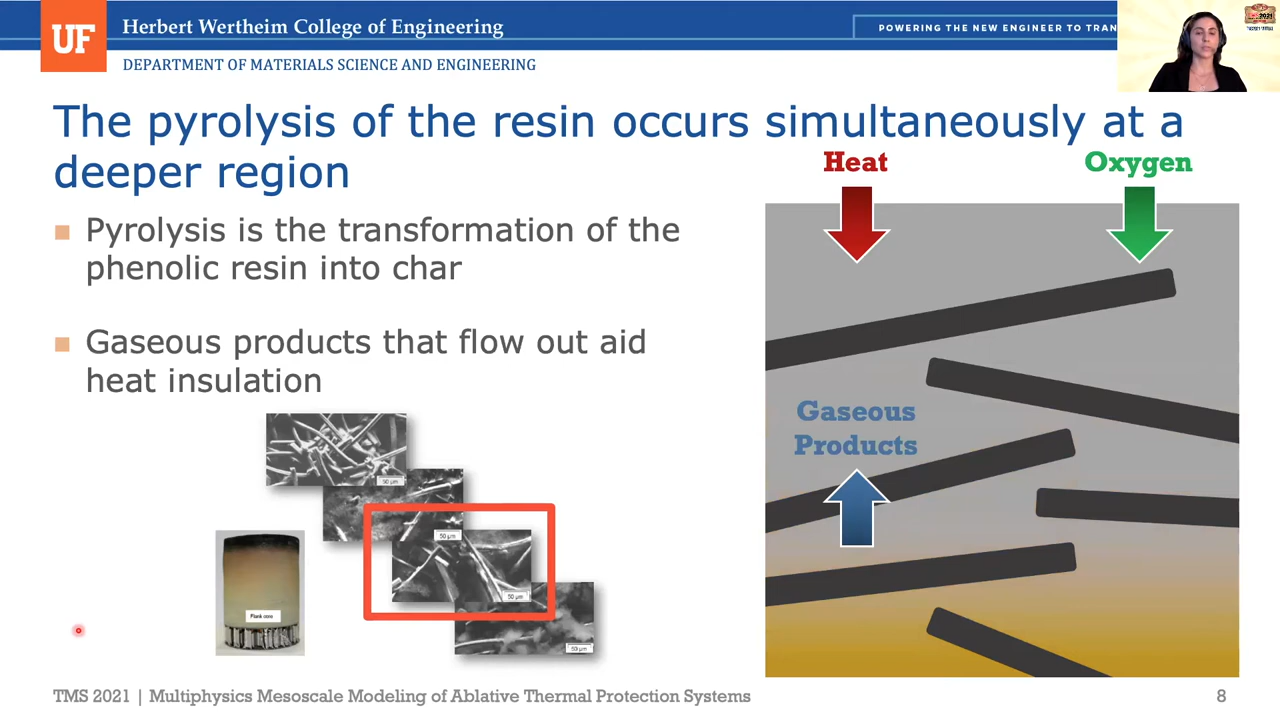 UF
Herbert Wertheim College of Engineering
POWERING THE NEW ENGINEER TO TRAN
TMS2021
DEPARTMENT OF MATERIALS SCIENCE AND ENGINEERING
The pyrolysis of the resin occurs simultaneously at a
deeper region
Heat
Oxygen
Pyrolysis is the transformation of the
phenolic resin into char
Gaseous products that flow out aid
heat insulation
Gaseous
Products
50 µm
50 µm
50 µm
50 µm
Flank core
TMS 2021 | Multiphysics Mesoscale Modeling of Ablative Thermal Protection Systems
8